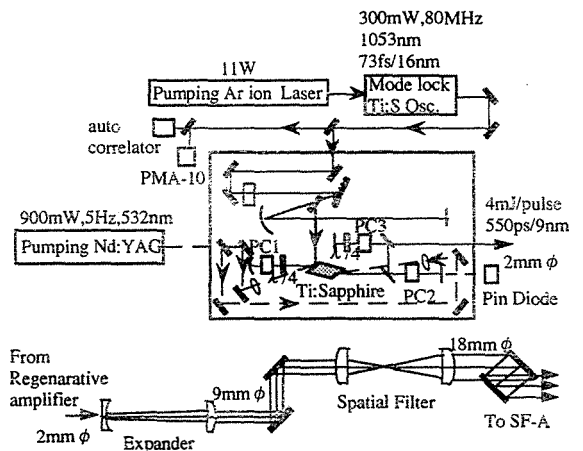 300mW,80MHz
1053nm
73fs/16nm
11W
Pumping Ar ion Laser
Mode lock
Ti:S Osc.
auto
correlator
PMA-10
900mW,5Hz,532nm
Pumping Nd:YAG
PC1
λ/4
PC3
λ/4
4mJ/pulse
550ps/9nm
2mm φ
Ti:Sapphire
PC2
Pin Diode
From
Regenarative
amplifier
2mm φ
Expander
9mm φ
Spatial Filter
18mm φ
To SF-A